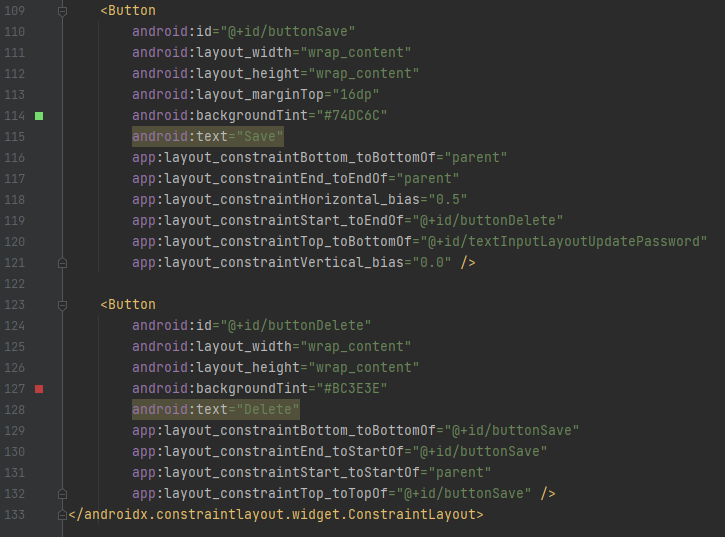 109 <Button
110 android:id="@+id/buttonSave"
111 android:layout_width="wrap_content"
112 android:layout_height="wrap_content"
113 android:layout_marginTop="16dp"
114 android:backgroundTint="#74DC6C"
115 android:text="Save"
116 app:layout_constraintBottom_toBottomOf="parent"
117 app:layout_constraintEnd_toEndOf="parent"
118 app:layout_constraintHorizontal_bias="0.5"
119 app:layout_constraintStart_toEndOf="@+id/buttonDelete"
120 app:layout_constraintTop_toBottomOf="@+id/textInputLayoutUpdatePassword"
121 app:layout_constraintVertical_bias="0.0" />
122
123 <Button
124 android:id="@+id/buttonDelete"
125 android:layout_width="wrap_content"
126 android:layout_height="wrap_content"
127 android:backgroundTint="#BC3E3E"
128 android:text="Delete"
129 app:layout_constraintBottom_toBottomOf="@+id/buttonSave"
130 app:layout_constraintEnd_toStartOf="@+id/buttonSave"
131 app:layout_constraintStart_toStartOf="parent"
132 app:layout_constraintTop_toTopOf="@+id/buttonSave" />
133 </androidx.constraintlayout.widget.ConstraintLayout>